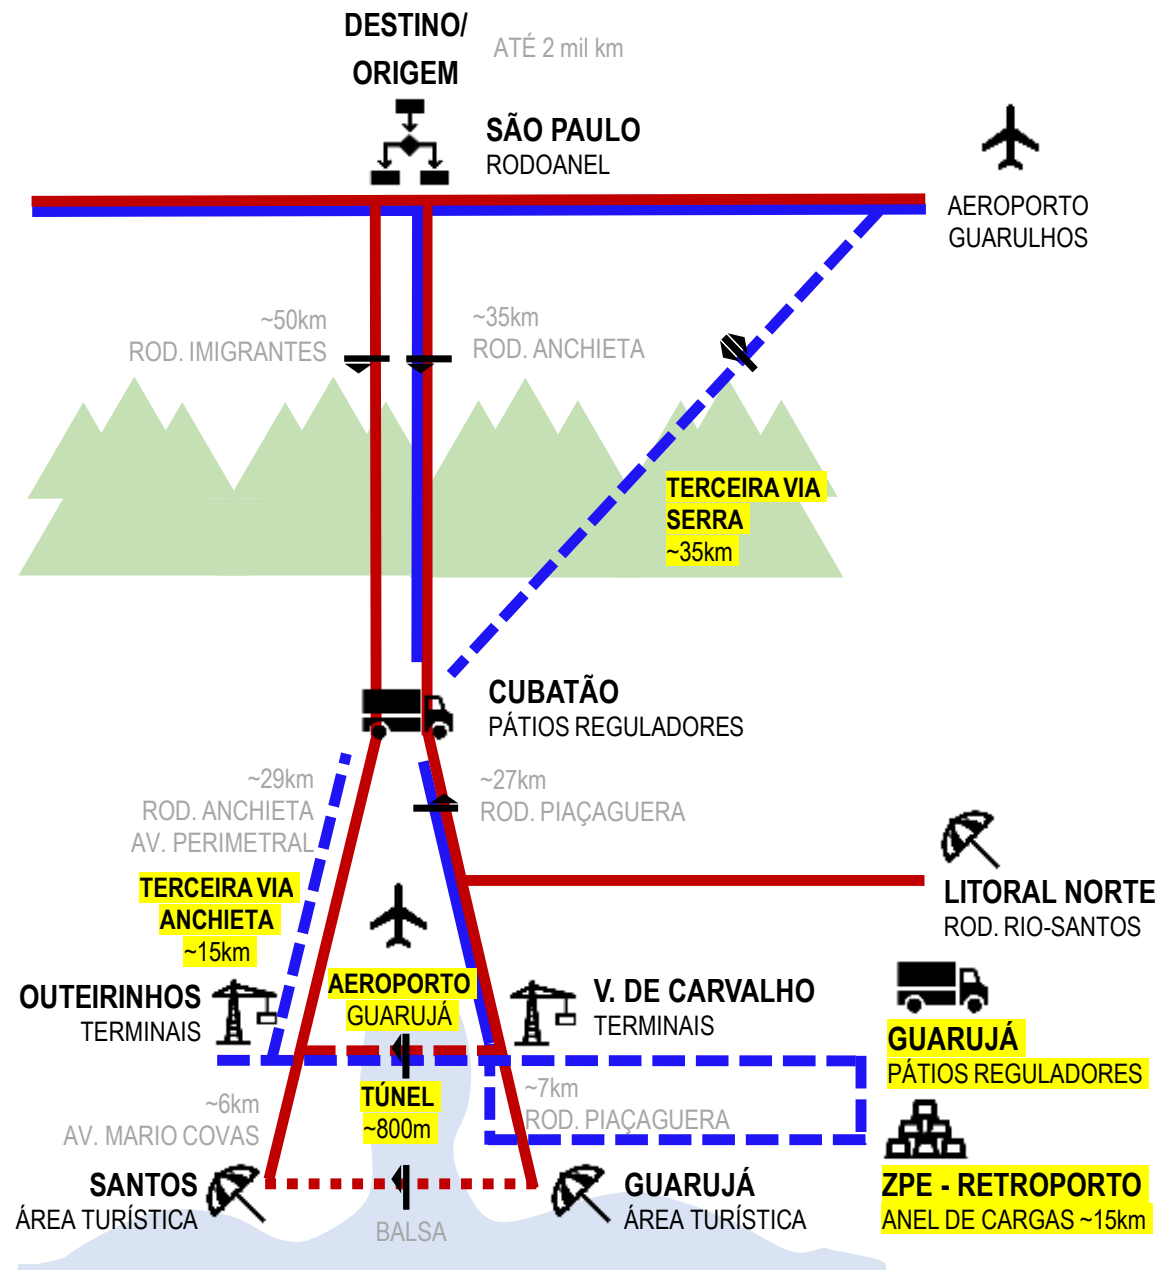 DESTINO/
ORIGEM
ATÉ 2 mil km
SÃO PAULO
RODOANEL
AEROPORTO
GUARULHOS
~50km
ROD. IMIGRANTES
~35km
ROD. ANCHIETA
TERCEIRA VIA
SERRA
~35km
CUBATÃO
PÁTIOS REGULADORES
~29km
ROD. ANCHIETA
AV. PERIMETRAL
~27km
ROD. PIAÇAGUERA
TERCEIRA VIA
ANCHIETA
~15km
LITORAL NORTE
ROD. RIO-SANTOS
OUTEIRINHOS
TERMINAIS
AEROPORTO
GUARUJÁ
V. DE CARVALHO
TERMINAIS
GUARUJÁ
PÁTIOS REGULADORES
TÚNEL
~800m
~6km
AV. MARIO COVAS
~7km
ROD. PIAÇAGUERA
SANTOS
ÁREA TURÍSTICA
BALSA
GUARUJÁ
ÁREA TURÍSTICA
ZPE - RETROPORTO
ANEL DE CARGAS ~15km